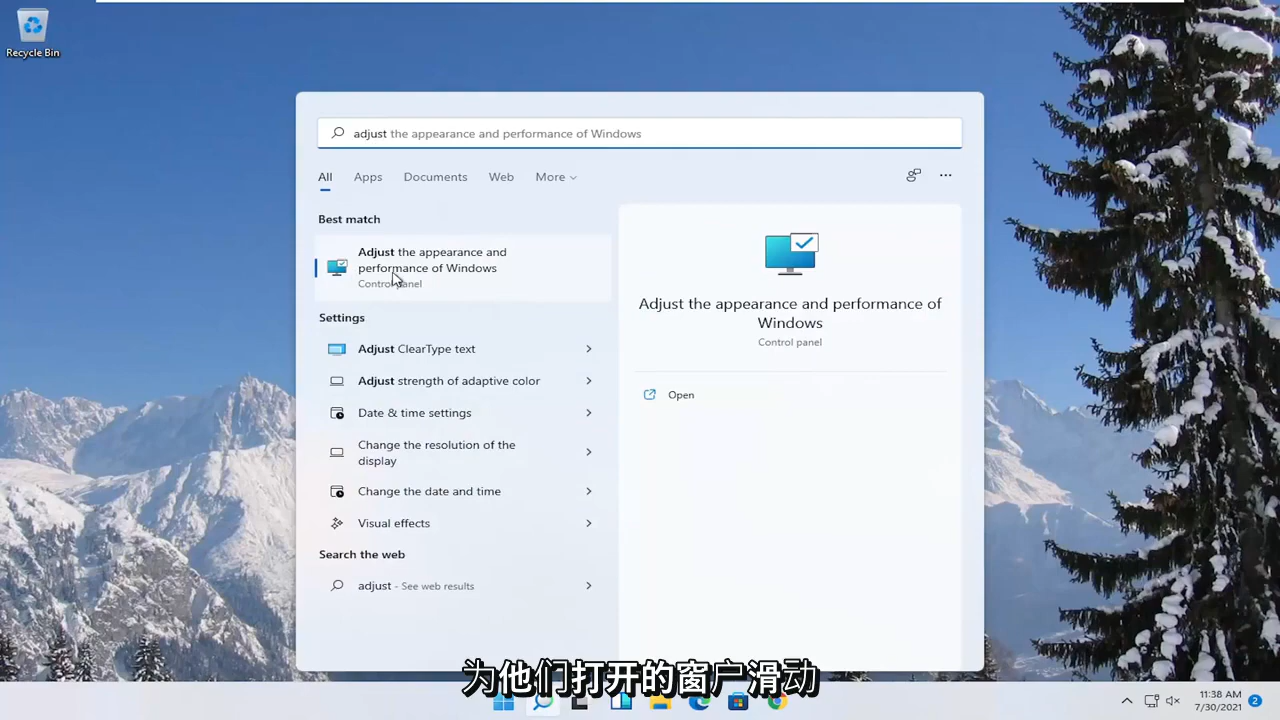 Recycle Bin
adjust the appearance and performance of Windows
All Apps Documents Web More
Best match
Adjust the appearance and
performance of Windows
Control panel
Settings
Adjust ClearType text
Adjust strength of adaptive color
Date & time settings
Change the resolution of the
display
Change the date and time
Visual effects
Search the web
adjust - See web results
Adjust the appearance and performance of
Windows
Control panel
Open
为他们打开的窗户滑动
11:38 AM
7/30/2021
2